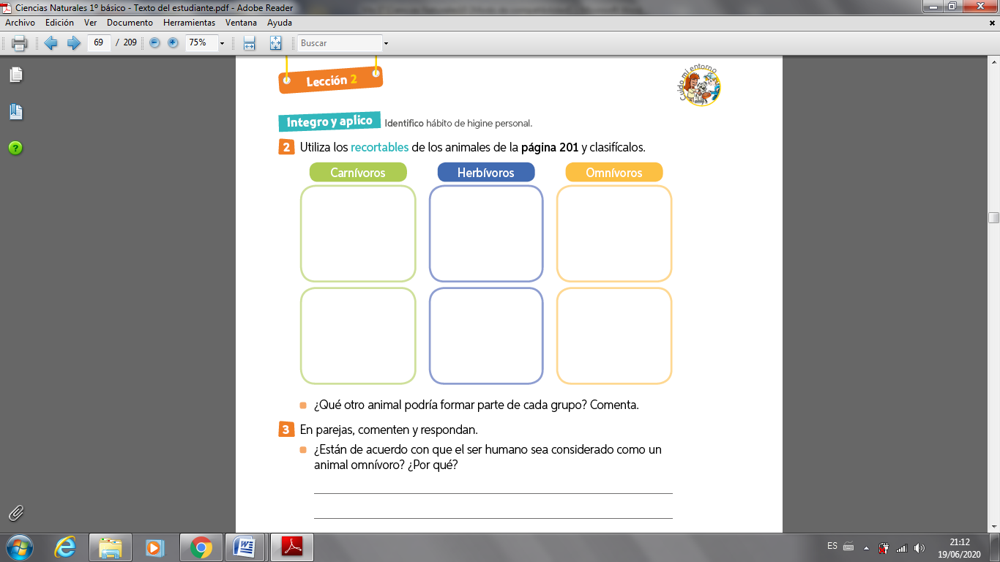 Ciencias Naturales 1º básico - Texto del estudiante.pdf - Adobe Reader
Archivo Edición Ver Documento Herramientas Ventana Ayuda
69 / 209 75% Buscar
Lección 2
Cuido mi entorno
Integro y aplico Identifico hábito de higine personal.
2 Utiliza los recortables de los animales de la página 201 y clasifícalos.
Carnívoros Herbívoros Omnívoros
¿Qué otro animal podría formar parte de cada grupo? Comenta.
3 En parejas, comenten y respondan.
¿Están de acuerdo con que el ser humano sea considerado como un
animal omnívoro? ¿Por qué?
ES 21:12
19/06/2020